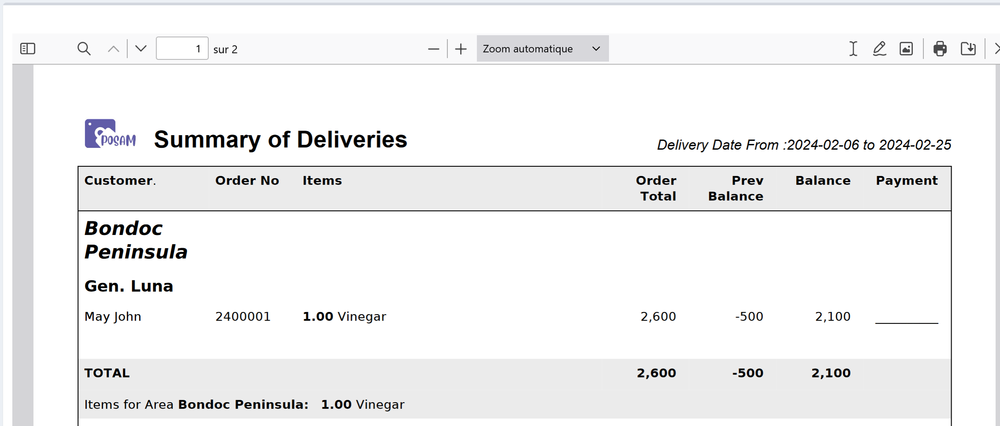 1 sur 2 Zoom automatique
POSAM Summary of Deliveries Delivery Date From :2024-02-06 to 2024-02-25
Customer. Order No Items Order Prev Balance Payment
Total Balance
Bondoc
Peninsula
Gen. Luna
May John 2400001 1.00 Vinegar 2,600 -500 2,100
TOTAL 2,600 -500 2,100
Items for Area Bondoc Peninsula: 1.00 Vinegar